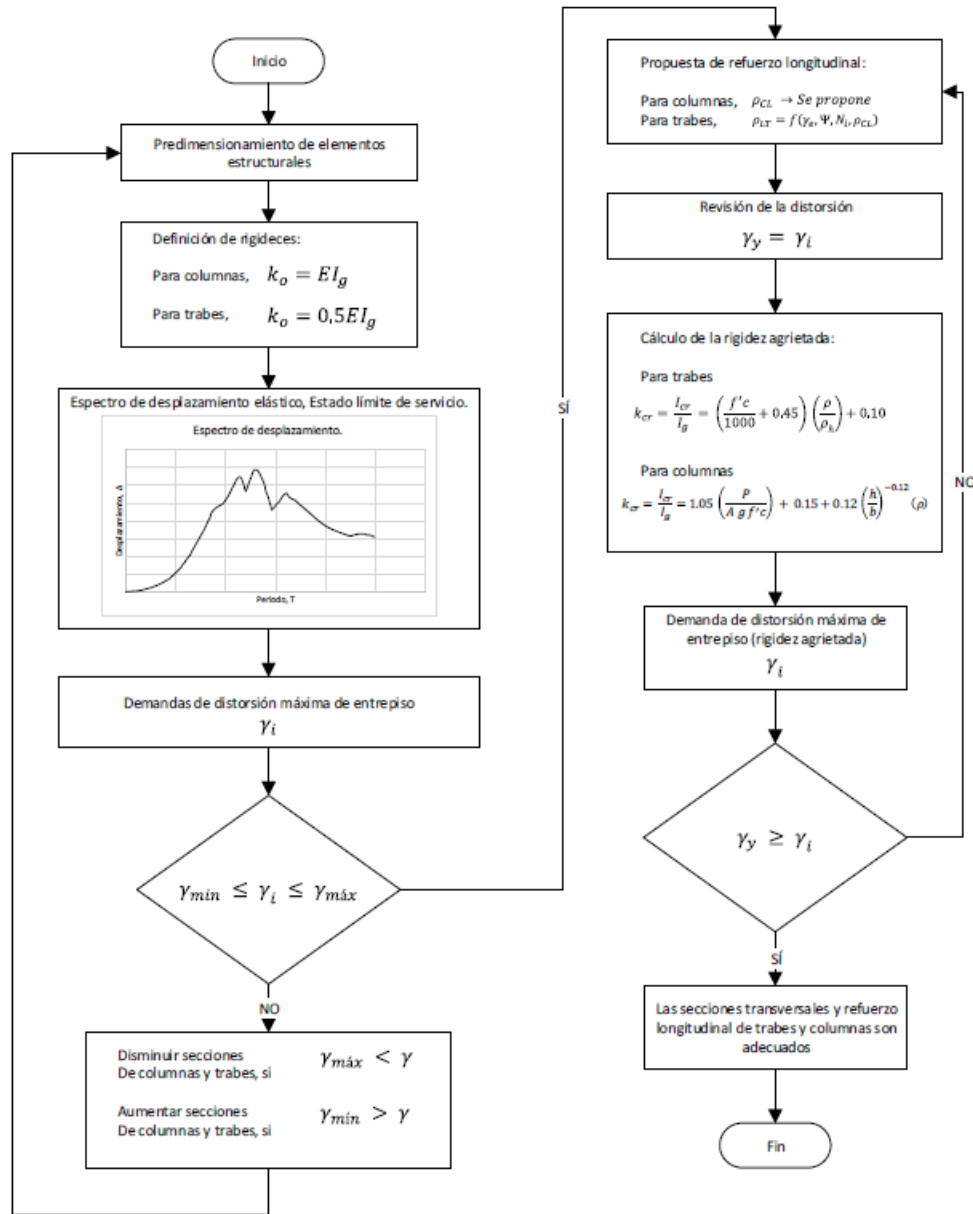 Inicio
Predimensionamiento de elementos
estructurales
Definición de rigideces:
Para columnas, k_o = EI_g
Para trabes, k_o = 0.5EI_g
Espectro de desplazamiento elástico, Estado límite de servicio.
Espectro de desplazamiento.
Desplazamiento, Δ
Periodo, T
Demandas de distorsión máxima de entrepiso
γ_i
γ_mín ≤ γ_i ≤ γ_máx
NO
Disminuir secciones
De columnas y trabes, si γ_máx < γ
Aumentar secciones
De columnas y trabes, si γ_mín > γ
SÍ
Propuesta de refuerzo longitudinal:
Para columnas, ρ_CL → Se propone
Para trabes, ρ_LT = f(γ_e, Ψ, N_i, ρ_CL)
Revisión de la distorsión
γ_y = γ_i
Cálculo de la rigidez agrietada:
Para trabes
k_cr = I_cr/I_g = (f'c/1000 + 0.45) (ρ/ρ_b) + 0.10
Para columnas
k_cr = I_cr/I_g = 1.05 (P/A g f'c) + 0.15 + 0.12 (h/b)^-0.12 (ρ)
Demanda de distorsión máxima de
entrepiso (rigidez agrietada)
γ_i
γ_y ≥ γ_i
NO
SÍ
Las secciones transversales y refuerzo
longitudinal de trabes y columnas son
adecuados
Fin